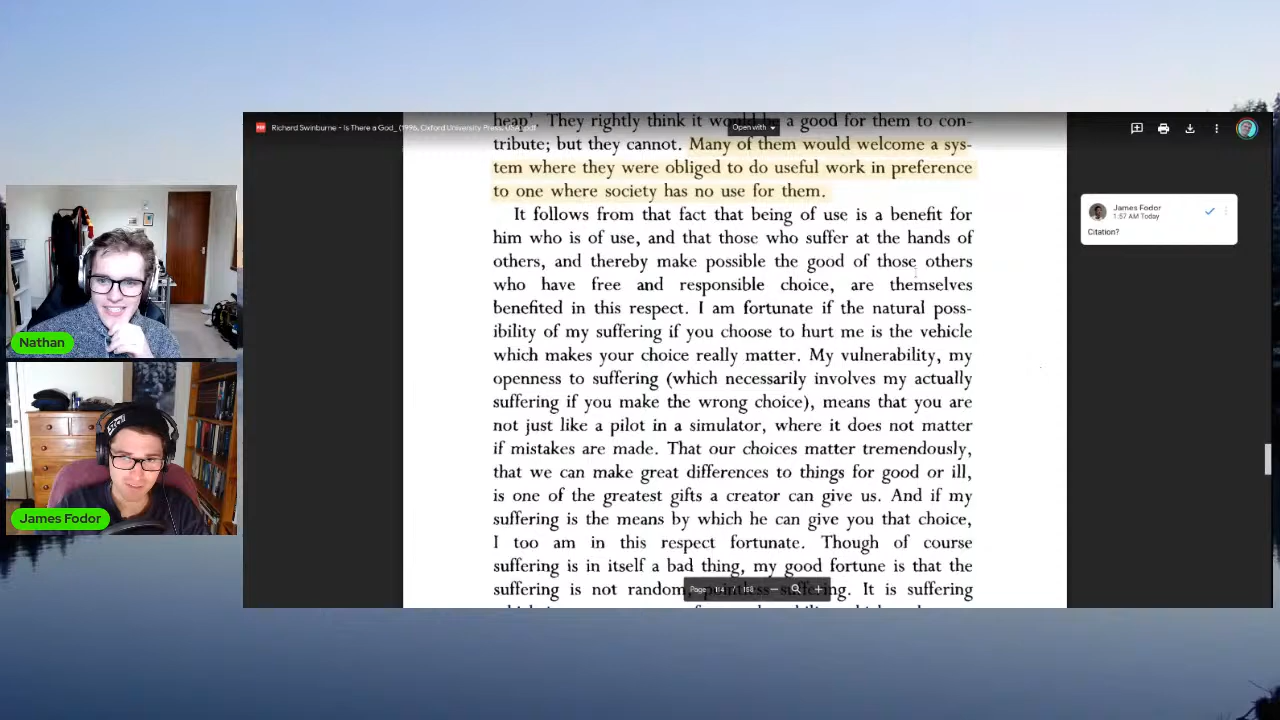 Richard Swinburne - Is There a God_ (1996, Oxford University Press, USA).pdf
Open with
heap'. They rightly think it would be a good for them to con-
tribute; but they cannot. Many of them would welcome a sys-
tem where they were obliged to do useful work in preference
to one where society has no use for them.
It follows from that fact that being of use is a benefit for
him who is of use, and that those who suffer at the hands of
others, and thereby make possible the good of those others
who have free and responsible choice, are themselves
benefited in this respect. I am fortunate if the natural poss-
ibility of my suffering if you choose to hurt me is the vehicle
which makes your choice really matter. My vulnerability, my
openness to suffering (which necessarily involves my actually
suffering if you make the wrong choice), means that you are
not just like a pilot in a simulator, where it does not matter
if mistakes are made. That our choices matter tremendously,
that we can make great differences to things for good or ill,
is one of the greatest gifts a creator can give us. And if my
suffering is the means by which he can give you that choice,
I too am in this respect fortunate. Though of course
suffering is in itself a bad thing, my good fortune is that the
suffering is not random, pointless suffering. It is suffering
Page 114 / 158
James Fodor
1:57 AM Today
Citation?
Nathan
James Fodor